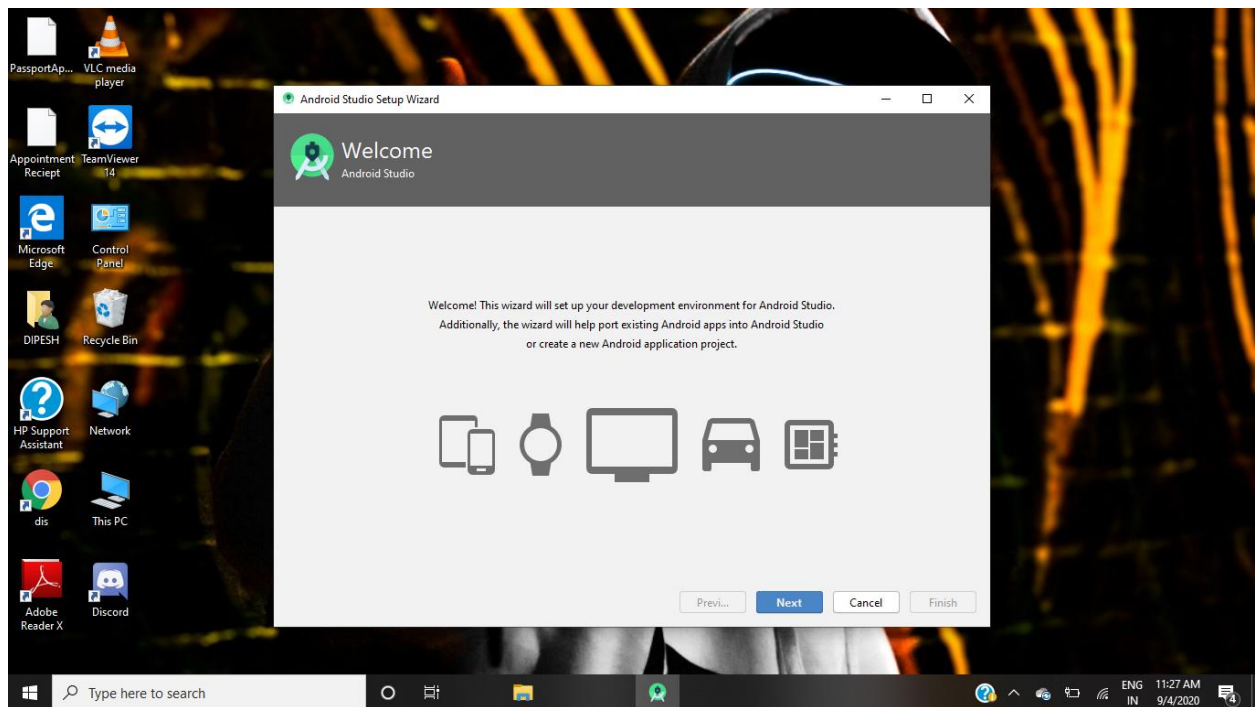 PassportAp...
VLC media
player
Appointment
Reciept
TeamViewer
14
Microsoft
Edge
Control
Panel
DIPESH
Recycle Bin
HP Support
Assistant
Network
dis
This PC
Adobe
Reader X
Discord
Android Studio Setup Wizard
Welcome
Android Studio
Welcome! This wizard will set up your development environment for Android Studio.
Additionally, the wizard will help port existing Android apps into Android Studio
or create a new Android application project.
Previ...
Next
Cancel
Finish
Type here to search
ENG
IN
11:27 AM
9/4/2020
4